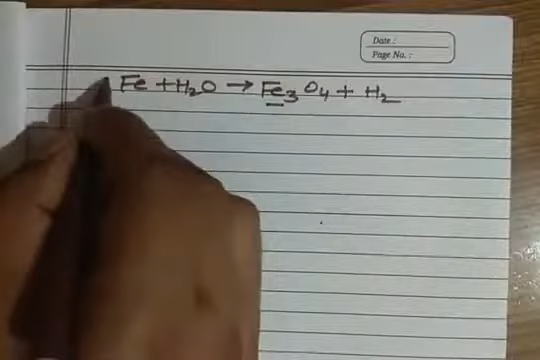 Date :
Page No. :
Fe + H₂O → Fe₃O₄ + H₂